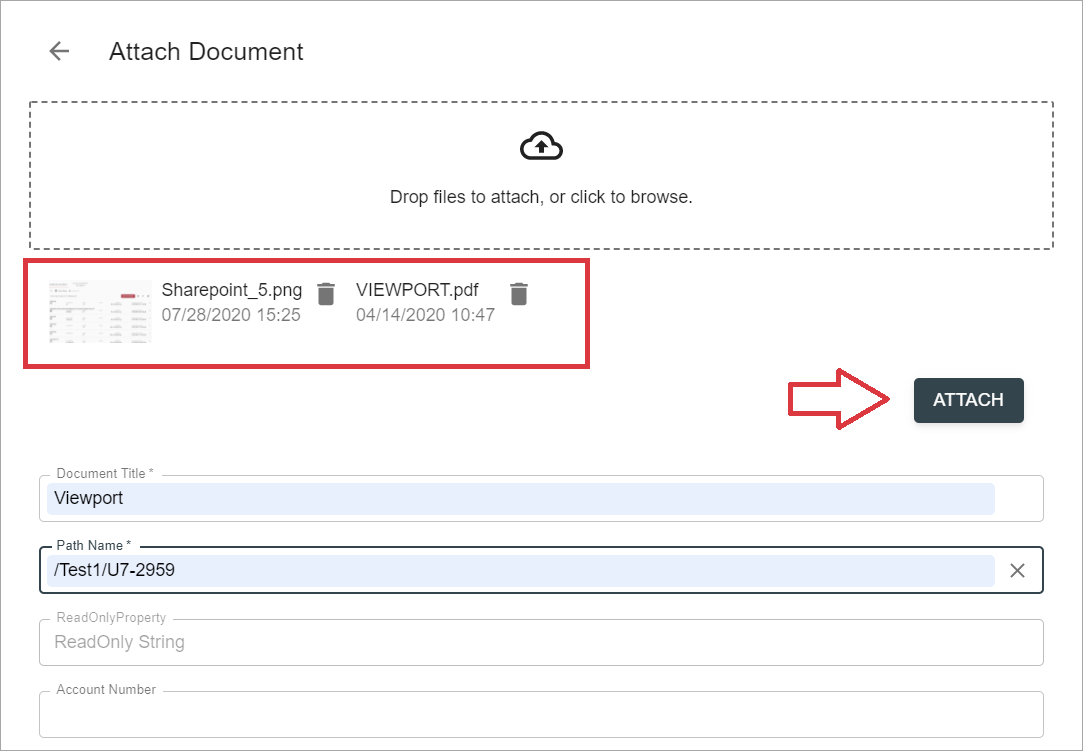 Attach Document
Drop files to attach, or click to browse.
Sharepoint_5.png
07/28/2020 15:25
VIEWPORT.pdf
04/14/2020 10:47
ATTACH
Document Title *
Viewport
Path Name *
/Test1/U7-2959
ReadOnlyProperty
ReadOnly String
Account Number